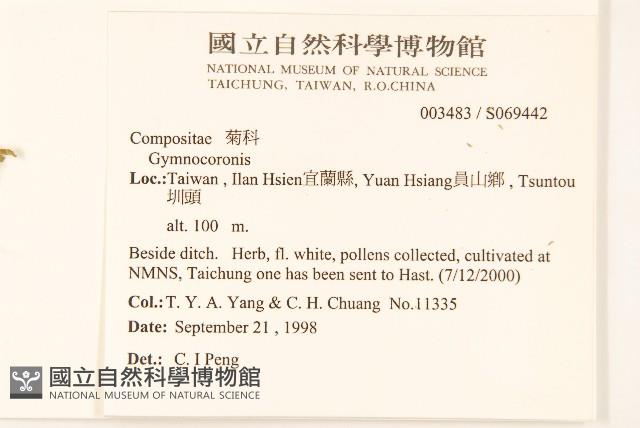 國立自然科學博物館
NATIONAL MUSEUM OF NATURAL SCIENCE
TAICHUNG, TAIWAN, R.O.CHINA
003483 / S069442
Compositae 菊科
Gymnocoronis
Loc.:Taiwan , Ilan Hsien宜蘭縣, Yuan Hsiang員山鄉 , Tsuntou
圳頭
alt. 100 m.
Beside ditch. Herb, fl. white, pollens collected, cultivated at
NMNS, Taichung one has been sent to Hast. (7/12/2000)
Col.: T. Y. A. Yang & C. H. Chuang No.11335
Date: September 21 , 1998
Det.: C. I Peng
國立自然科學博物館
NATIONAL MUSEUM OF NATURAL SCIENCE